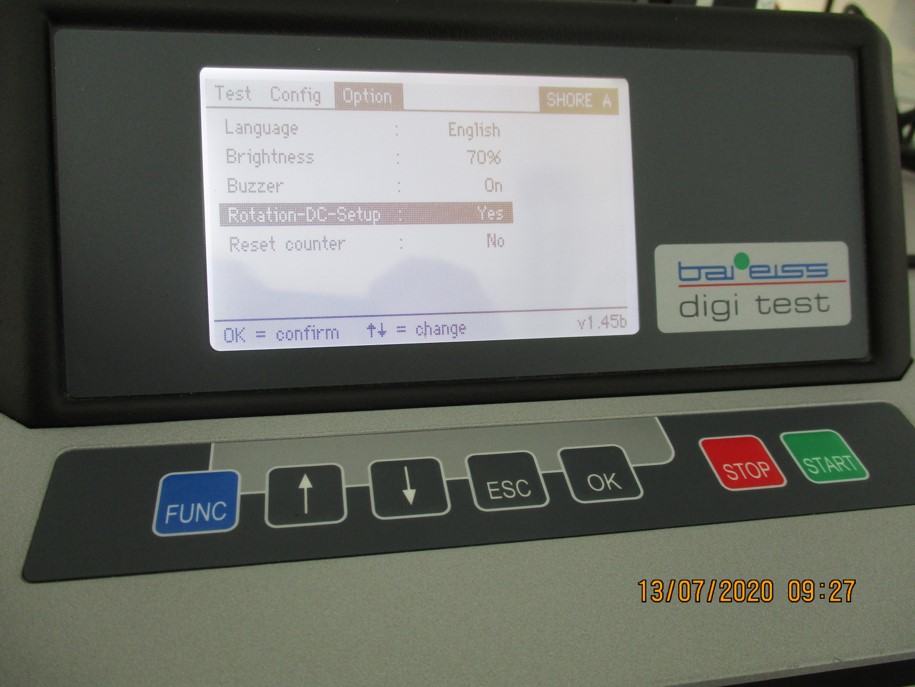 Test Config Option SHORE A
Language : English
Brightness : 70%
Buzzer : On
Rotation-DC-Setup : Yes
Reset counter : No
OK = confirm ↑↓ = change v1.45b
bareiss
digi test
FUNC ↑ ↓ ESC OK STOP START
13/07/2020 09:27